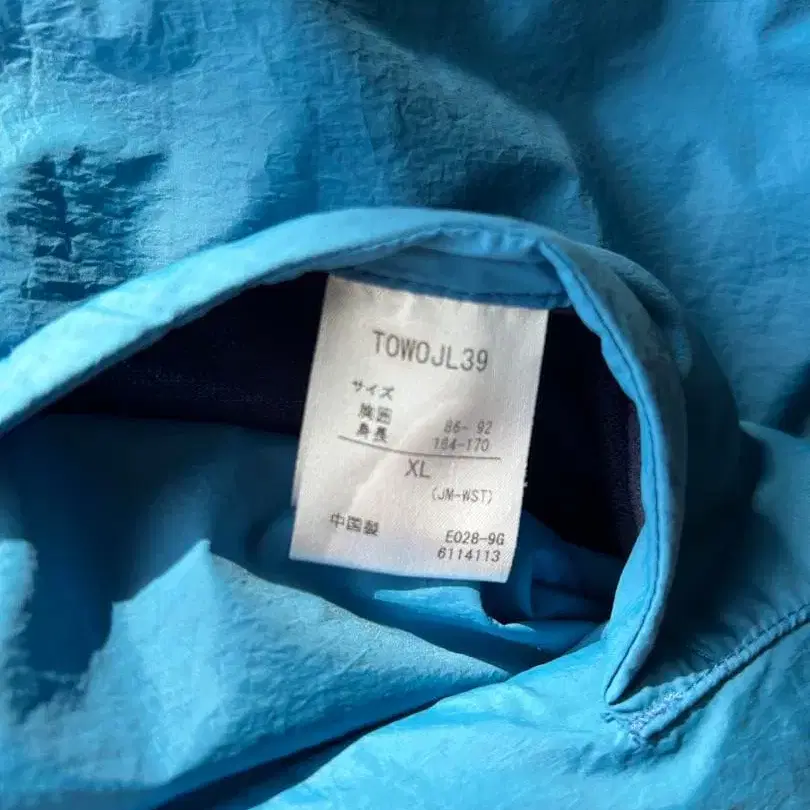 TOWOJL39
サイズ
胸囲 86-92
身長 164-170
XL
(JM-WST)
中国製 E028-9G
6114113